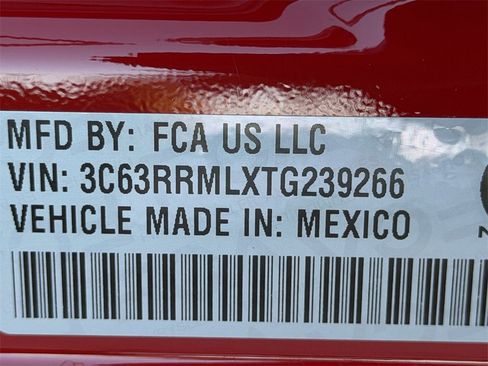 MFD BY: FCA US LLC
VIN: 3C63RRMLXTG239266
VEHICLE MADE IN: MEXICO